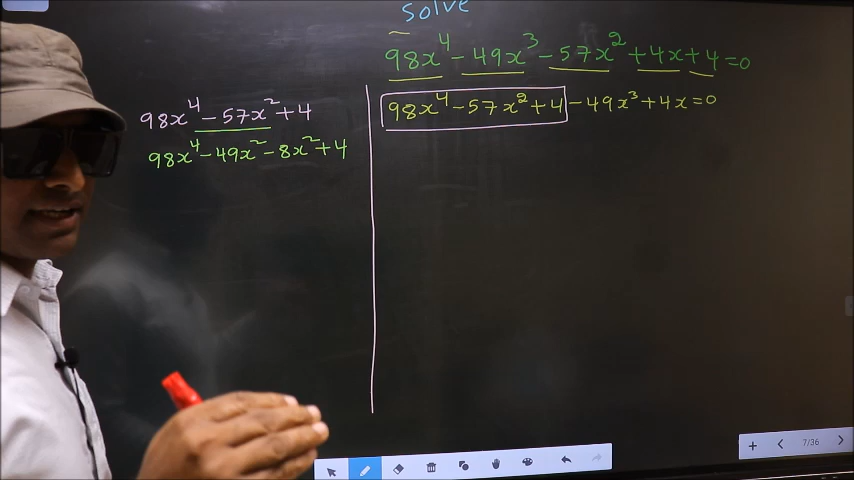 Solve
98x⁴ - 49x³ - 57x² + 4x + 4 = 0
98x⁴ - 57x² + 4
98x⁴ - 49x² - 8x² + 4
98x⁴ - 57x² + 4 - 49x³ + 4x = 0
7/36